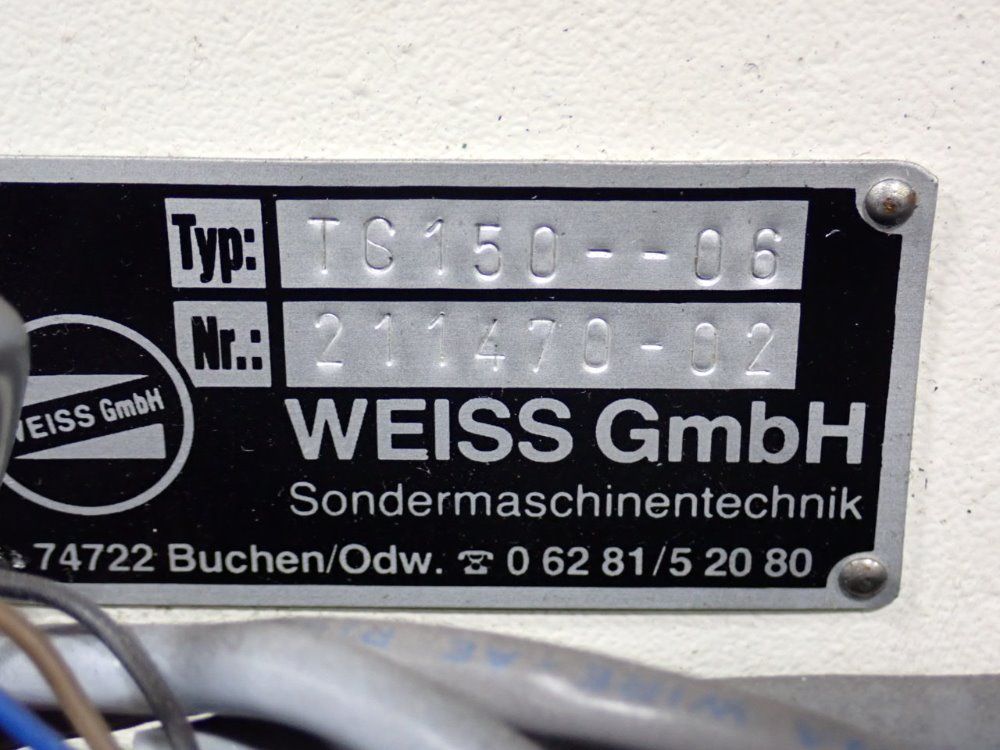 Typ: TC150--06
Nr.: 211470-02
WEISS GmbH
WEISS GmbH
Sondermaschinentechnik
74722 Buchen/Odw. ☎ 0 62 81/5 20 80